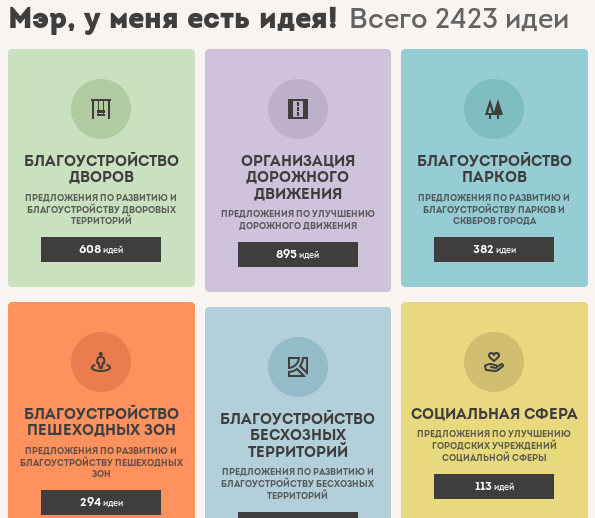 Мэр, у меня есть идея! Всего 2423 идеи
БЛАГОУСТРОЙСТВО
ДВОРОВ
ПРЕДЛОЖЕНИЯ ПО РАЗВИТИЮ И
БЛАГОУСТРОЙСТВУ ДВОРОВЫХ
ТЕРРИТОРИЙ
608 идей
ОРГАНИЗАЦИЯ
ДОРОЖНОГО
ДВИЖЕНИЯ
ПРЕДЛОЖЕНИЯ ПО УЛУЧШЕНИЮ
ДОРОЖНОГО ДВИЖЕНИЯ
895 идей
БЛАГОУСТРОЙСТВО
ПАРКОВ
ПРЕДЛОЖЕНИЯ ПО РАЗВИТИЮ И
БЛАГОУСТРОЙСТВУ ПАРКОВ И
СКВЕРОВ ГОРОДА
382 идеи
БЛАГОУСТРОЙСТВО
ПЕШЕХОДНЫХ ЗОН
ПРЕДЛОЖЕНИЯ ПО РАЗВИТИЮ И
БЛАГОУСТРОЙСТВУ ПЕШЕХОДНЫХ
ЗОН
294 идеи
БЛАГОУСТРОЙСТВО
БЕСХОЗНЫХ
ТЕРРИТОРИЙ
ПРЕДЛОЖЕНИЯ ПО РАЗВИТИЮ И
БЛАГОУСТРОЙСТВУ БЕСХОЗНЫХ
ТЕРРИТОРИЙ
СОЦИАЛЬНАЯ СФЕРА
ПРЕДЛОЖЕНИЯ ПО УЛУЧШЕНИЮ
ГОРОДСКИХ УЧРЕЖДЕНИЙ
СОЦИАЛЬНОЙ СФЕРЫ
113 идей